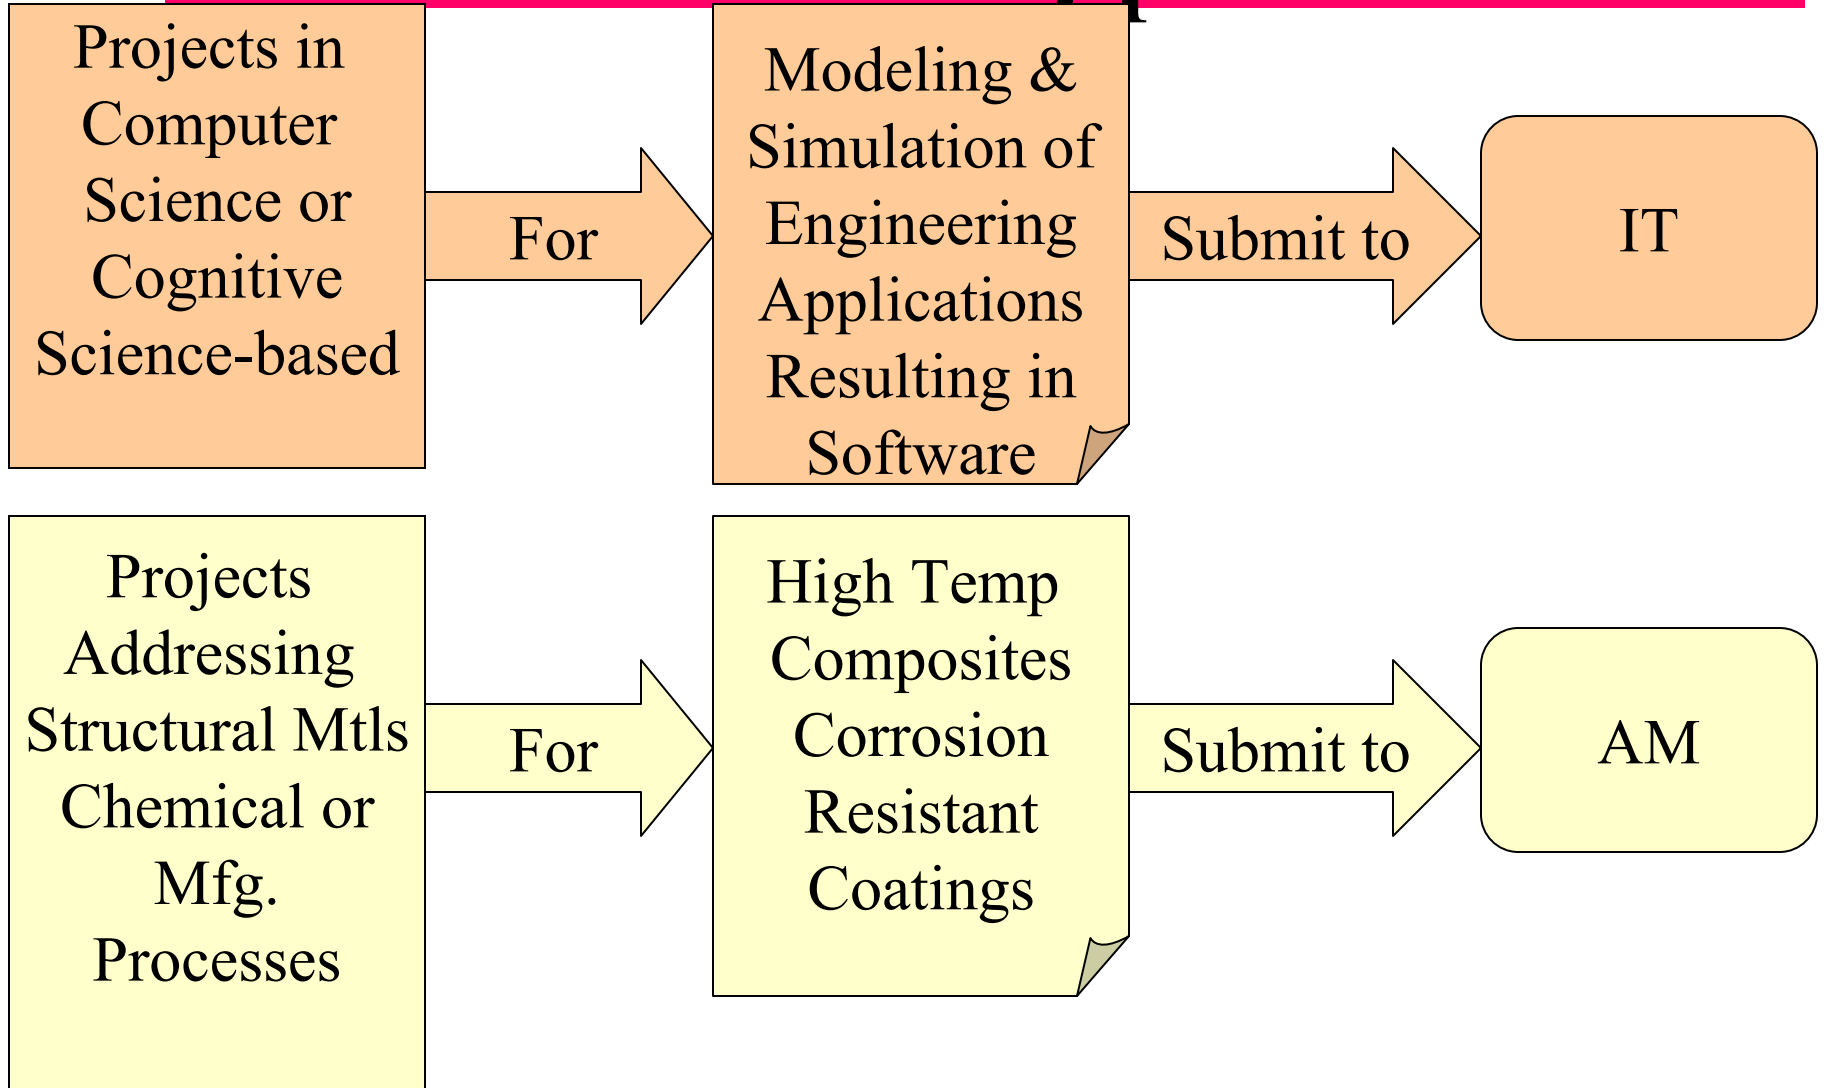 Projects in
Computer
Science or
Cognitive
Science-based
For
Modeling &
Simulation of
Engineering
Applications
Resulting in
Software
Submit to
IT
Projects
Addressing
Structural Mtls
Chemical or
Mfg.
Processes
For
High Temp
Composites
Corrosion
Resistant
Coatings
Submit to
AM